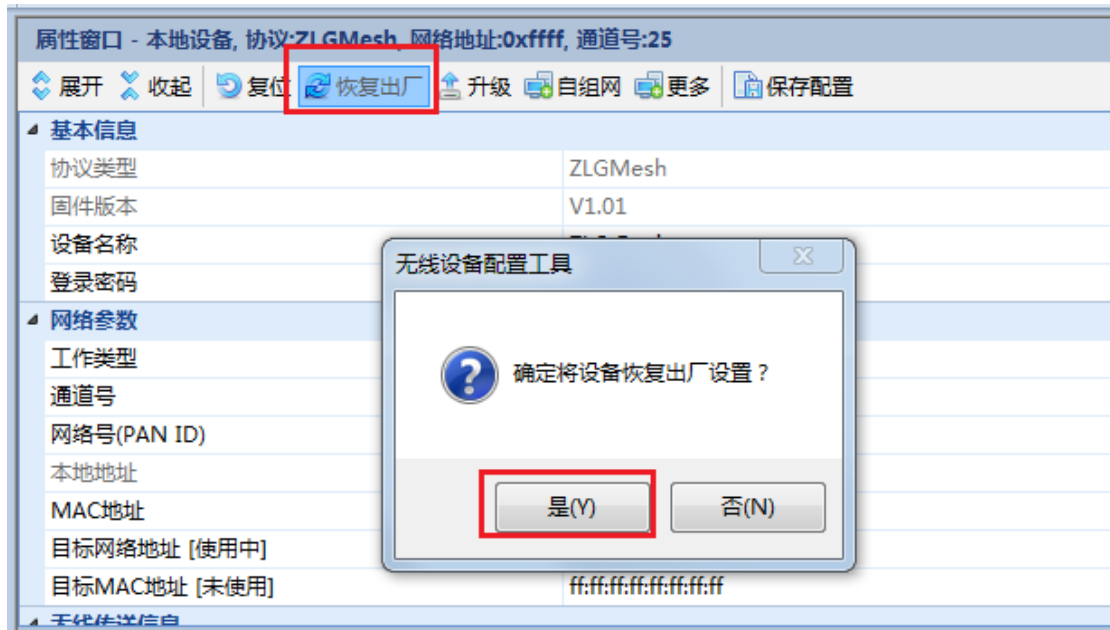 属性窗口 - 本地设备, 协议:ZLGMesh, 网络地址:0xffff, 通道号:25
展开 收起 复位 恢复出厂 升级 自组网 更多 保存配置
基本信息
协议类型 ZLGMesh
固件版本 V1.01
设备名称
登录密码
网络参数
工作类型
通道号
网络号(PAN ID)
本地地址
MAC地址
目标网络地址 [使用中]
目标MAC地址 [未使用] ff:ff:ff:ff:ff:ff:ff:ff
无线传送信息
无线设备配置工具
确定将设备恢复出厂设置？
是(Y) 否(N)